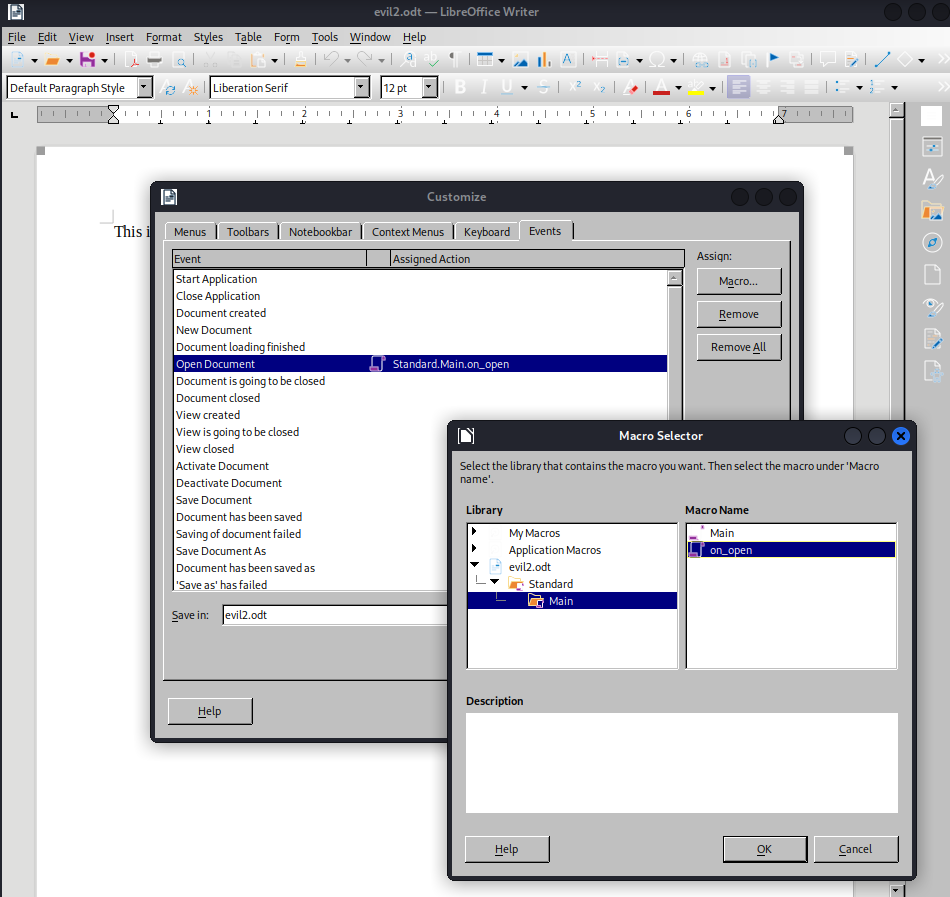 evil2.odt — LibreOffice Writer
File Edit View Insert Format Styles Table Form Tools Window Help
Default Paragraph Style Liberation Serif 12 pt
1 2 3 4 5 6 7
Customize
This i
Menus Toolbars Notebookbar Context Menus Keyboard Events
Event Assigned Action
Assign:
Start Application
Macro...
Close Application
Document created
Remove
New Document
Document loading finished
Remove All
Open Document Standard.Main.on_open
Document is going to be closed
Document closed
View created
View is going to be closed
View closed
Activate Document
Deactivate Document
Save Document
Document has been saved
Saving of document failed
Save Document As
Document has been saved as
'Save as' has failed
Save in: evil2.odt
Help
Macro Selector
Select the library that contains the macro you want. Then select the macro under 'Macro
name'.
Library Macro Name
My Macros
Application Macros
evil2.odt
Standard
Main
Main
on_open
Description
Help OK Cancel